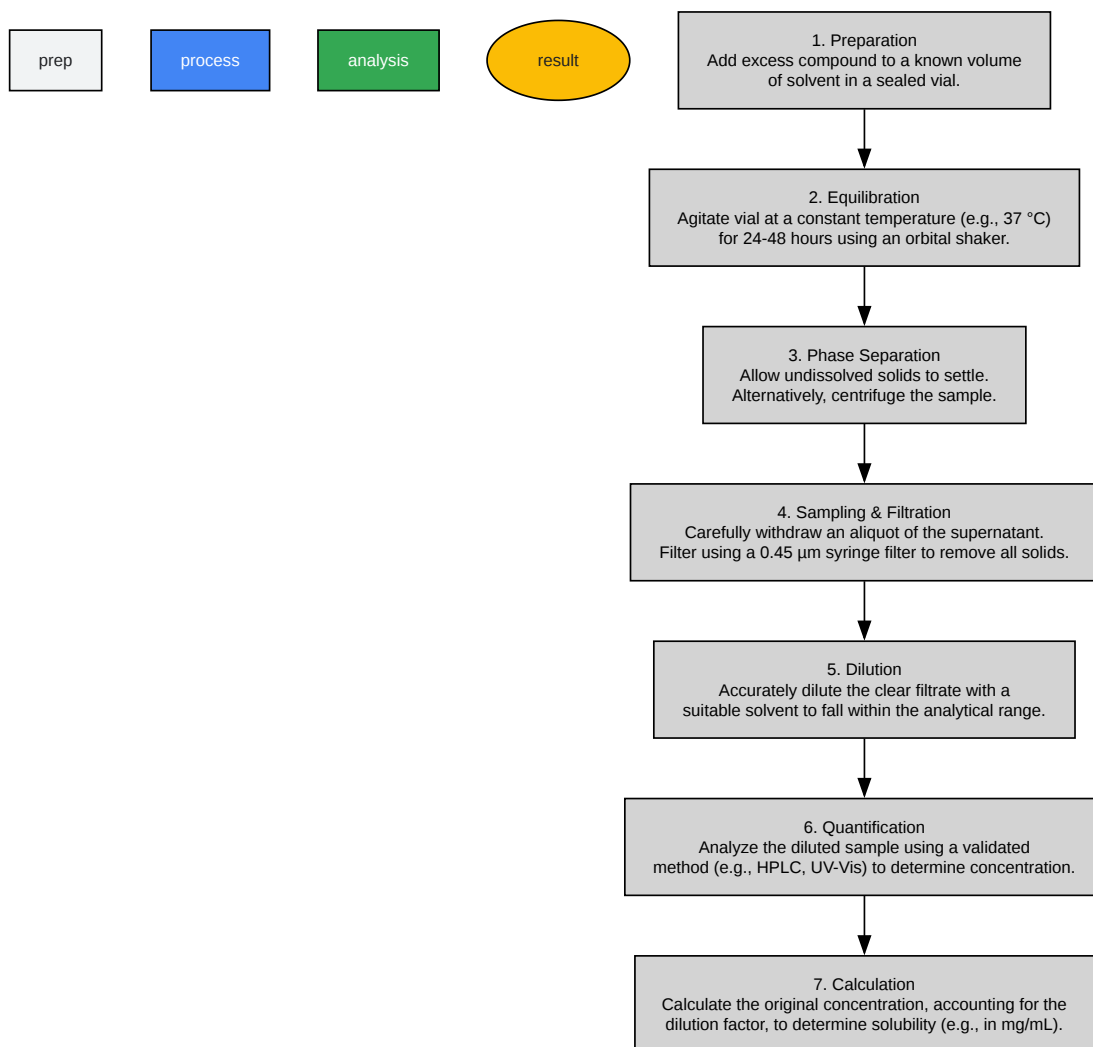 prep
process
analysis
result
1. Preparation
Add excess compound to a known volume
of solvent in a sealed vial.
2. Equilibration
Agitate vial at a constant temperature (e.g., 37 °C)
for 24-48 hours using an orbital shaker.
3. Phase Separation
Allow undissolved solids to settle.
Alternatively, centrifuge the sample.
4. Sampling & Filtration
Carefully withdraw an aliquot of the supernatant.
Filter using a 0.45 µm syringe filter to remove all solids.
5. Dilution
Accurately dilute the clear filtrate with a
suitable solvent to fall within the analytical range.
6. Quantification
Analyze the diluted sample using a validated
method (e.g., HPLC, UV-Vis) to determine concentration.
7. Calculation
Calculate the original concentration, accounting for the
dilution factor, to determine solubility (e.g., in mg/mL).